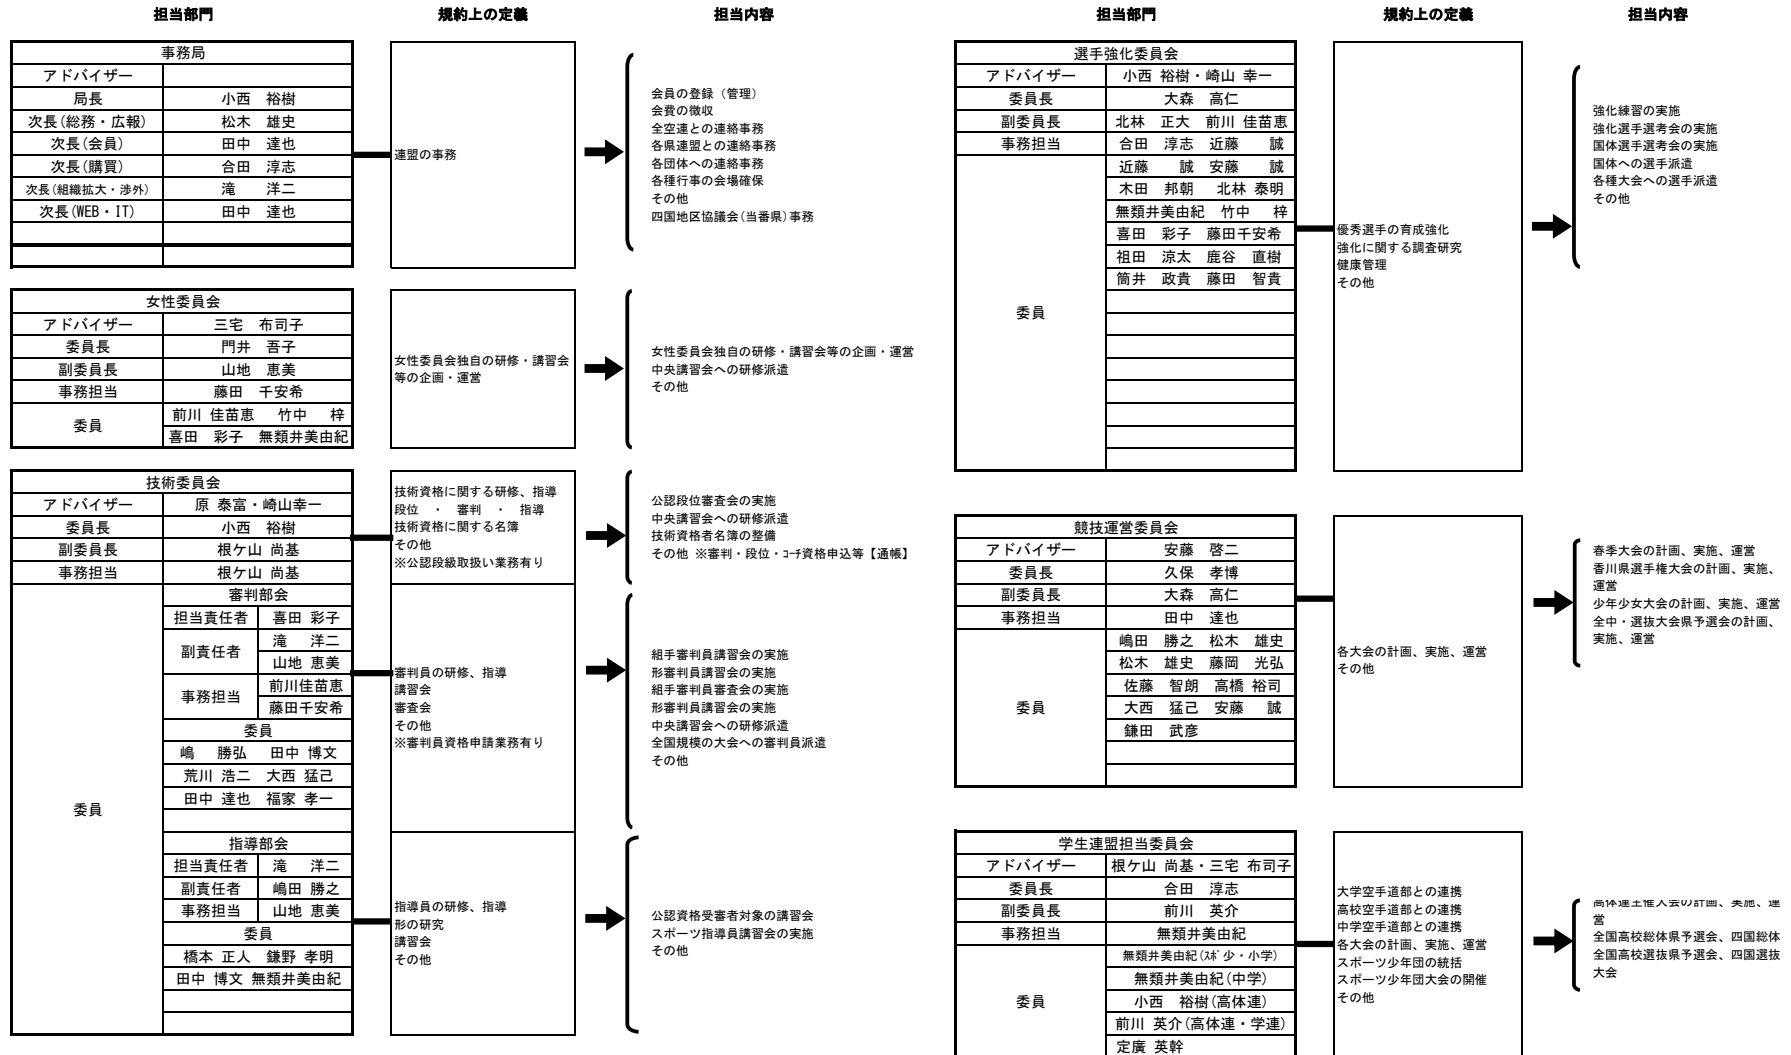 担当部門 規約上の定義 担当内容
事務局
アドバイザー
局長 小西 裕樹
次長(総務・広報) 松木 雄史
次長(会員) 田中 達也
次長(購買) 合田 淳志
次長(組織拡大・渉外) 滝 洋二
次長(WEB・IT) 田中 達也
連盟の事務
会員の登録（管理）
会費の徴収
全空連との連絡事務
各県連盟との連絡事務
各団体への連絡事務
各種行事の会場確保
その他
四国地区協議会(当番県)事務
女性委員会
アドバイザー 三宅 布司子
委員長 門井 吾子
副委員長 山地 恵美
事務担当 藤田 千安希
委員
前川 佳苗恵 竹中 梓
喜田 彩子 無類井美由紀
女性委員会独自の研修・講習会
等の企画・運営
女性委員会独自の研修・講習会等の企画・運営
中央講習会への研修派遣
その他
技術委員会
アドバイザー 原 泰富・崎山幸一
委員長 小西 裕樹
副委員長 根ケ山 尚基
事務担当 根ケ山 尚基
技術資格に関する研修、指導
段位 ・ 審判 ・ 指導
技術資格に関する名簿
その他
※公認段級取扱い業務有り
公認段位審査会の実施
中央講習会への研修派遣
技術資格者名簿の整備
その他 ※審判・段位・ｺｰﾁ資格申込等【通帳】
委員
審判部会
担当責任者 喜田 彩子
副責任者
滝 洋二
山地 恵美
事務担当
前川佳苗恵
藤田千安希
委員
嶋 勝弘 田中 博文
荒川 浩二 大西 猛己
田中 達也 福家 孝一
審判員の研修、指導
講習会
審査会
その他
※審判員資格申請業務有り
組手審判員講習会の実施
形審判員講習会の実施
組手審判員審査会の実施
形審判員講習会の実施
中央講習会への研修派遣
全国規模の大会への審判員派遣
その他
指導部会
担当責任者 滝 洋二
副責任者 嶋田 勝之
事務担当 山地 恵美
委員
橋本 正人 鎌野 孝明
田中 博文 無類井美由紀
指導員の研修、指導
形の研究
講習会
その他
公認資格受審者対象の講習会
スポーツ指導員講習会の実施
その他
担当部門 規約上の定義 担当内容
選手強化委員会
アドバイザー 小西 裕樹・崎山 幸一
委員長 大森 高仁
副委員長 北林 正大 前川 佳苗恵
事務担当 合田 淳志 近藤 誠
委員
近藤 誠 安藤 誠
木田 邦朝 北林 泰明
無類井美由紀 竹中 梓
喜田 彩子 藤田千安希
祖田 涼太 鹿谷 直樹
筒井 政貴 藤田 智貴
優秀選手の育成強化
強化に関する調査研究
健康管理
その他
強化練習の実施
強化選手選考会の実施
国体選手選考会の実施
国体への選手派遣
各種大会への選手派遣
その他
競技運営委員会
アドバイザー 安藤 啓二
委員長 久保 孝博
副委員長 大森 高仁
事務担当 田中 達也
委員
嶋田 勝之 松木 雄史
松木 雄史 藤岡 光弘
佐藤 智朗 高橋 裕司
大西 猛己 安藤 誠
鎌田 武彦
各大会の計画、実施、運営
その他
春季大会の計画、実施、運営
香川県選手権大会の計画、実施、
運営
少年少女大会の計画、実施、運営
全中・選抜大会県予選会の計画、
実施、運営
学生連盟担当委員会
アドバイザー 根ケ山 尚基・三宅 布司子
委員長 合田 淳志
副委員長 前川 英介
事務担当 無類井美由紀
委員
無類井美由紀(ｽﾎﾟ少・小学)
無類井美由紀(中学)
小西 裕樹(高体連)
前川 英介(高体連・学連)
定廣 英幹
大学空手道部との連携
高校空手道部との連携
中学空手道部との連携
各大会の計画、実施、運営
スポーツ少年団の統括
スポーツ少年団大会の開催
その他
高体連主催大会の計画、実施、運
営
全国高校総体県予選会、四国総体
全国高校選抜県予選会、四国選抜
大会